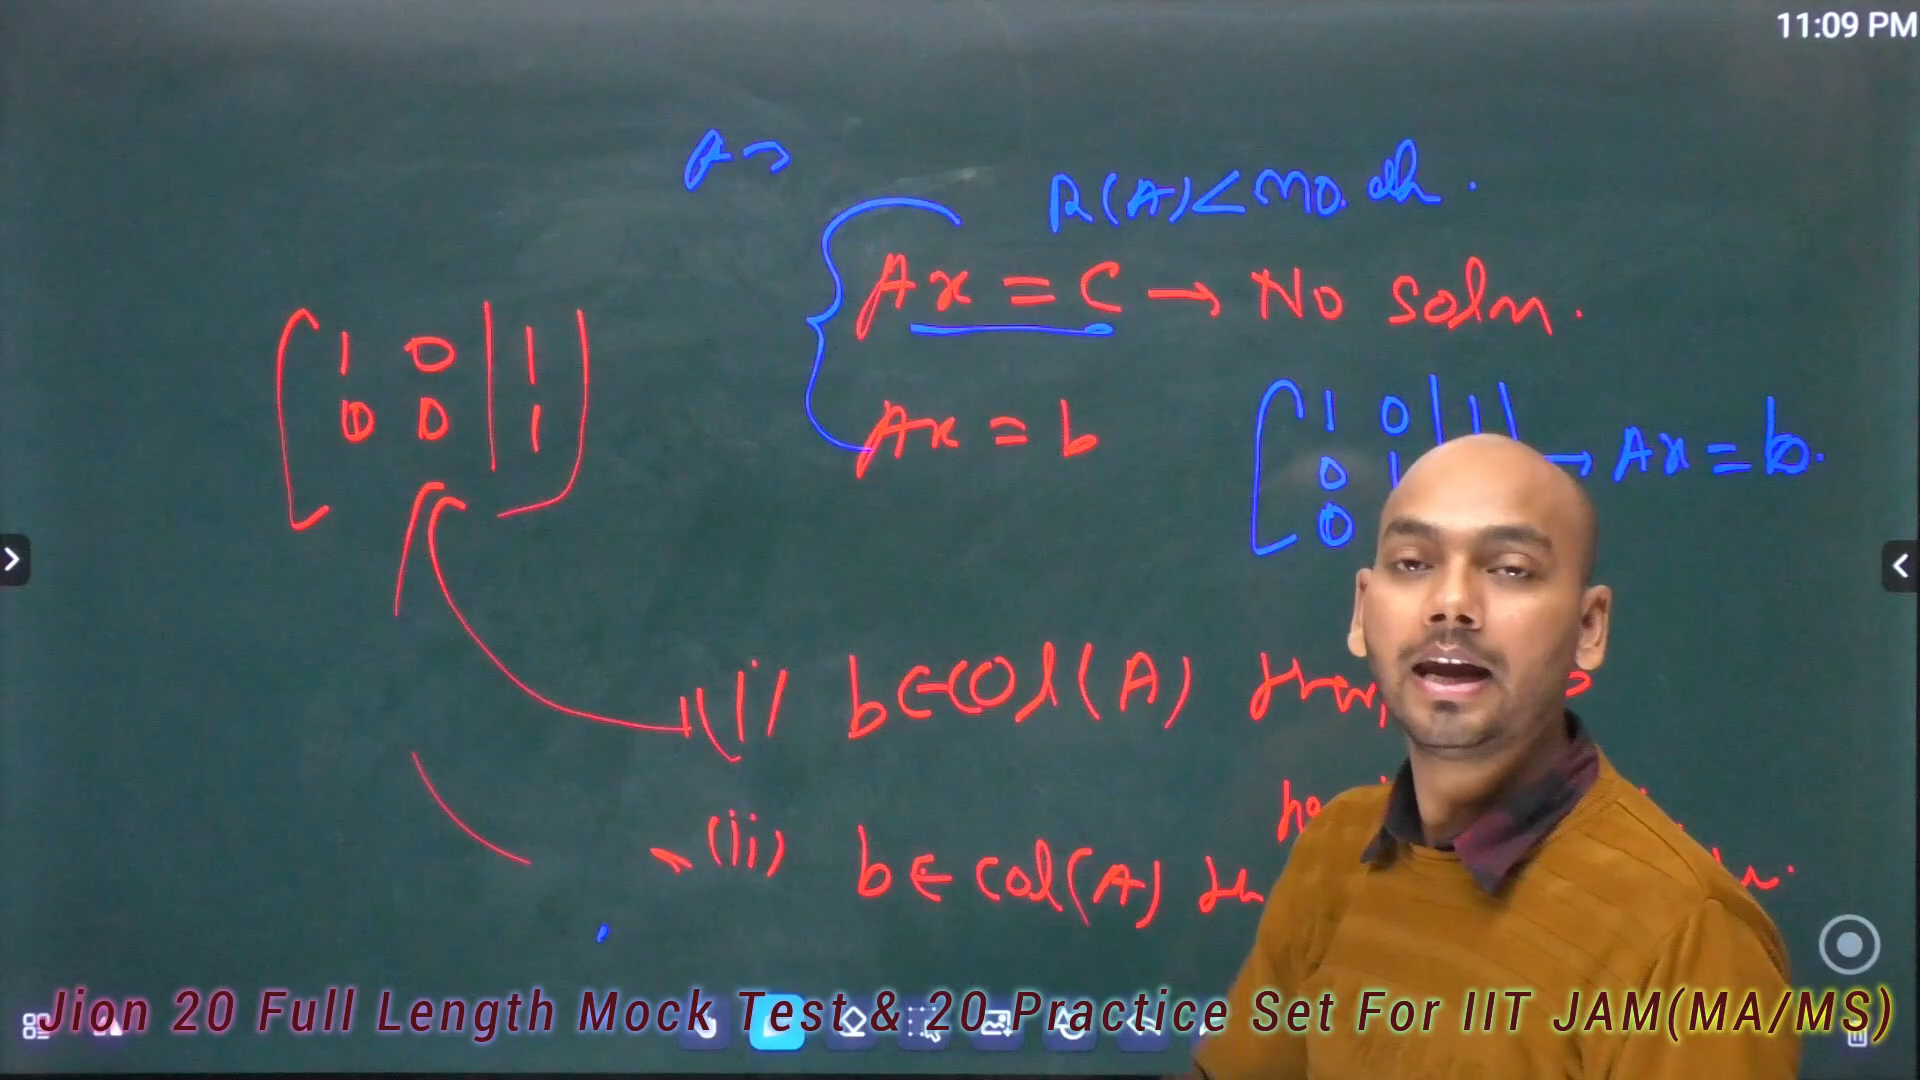 11:09 PM
A ⇒
R(A)<no.
Ax = C → No soln.
1 0 | 1
0 0 | 1
Ax = b
1 0 | 1
0 1
0
→ Ax = b.
(i) b∈Col(A)
(ii) b∈ Col(A)
Jion 20 Full Length Mock Test & 20 Practice Set For IIT JAM(MA/MS)